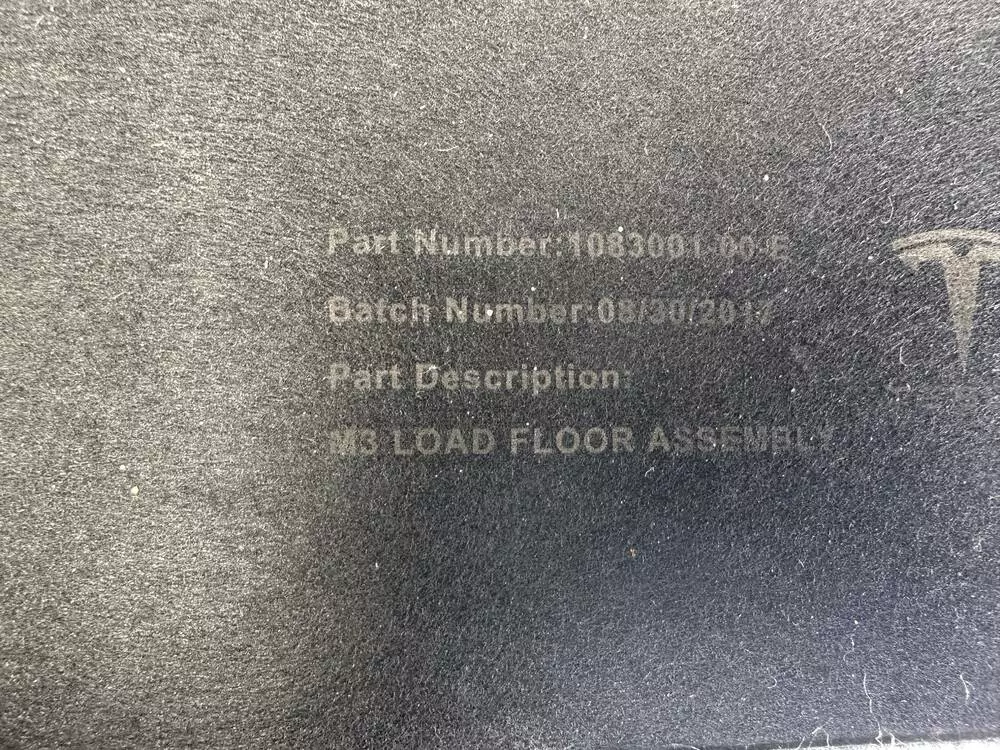 Part Number:1083001-00-E
Batch Number:08/30/2017
Part Description:
M3 LOAD FLOOR ASSEMBLY